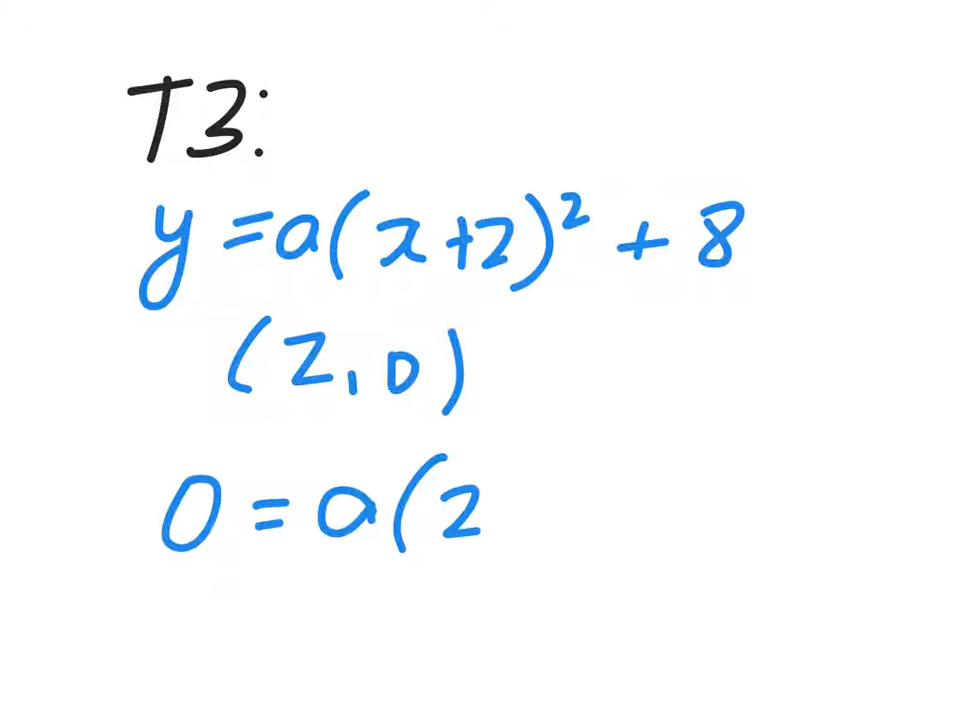 T3:
y = a(x+2)² + 8
(2, 0)
0 = a(2